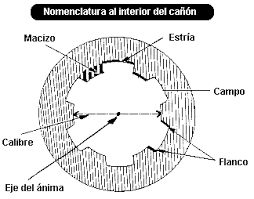 Nomenclatura al interior del cañón
Macizo
Estría
Campo
Calibre
Flanco
Eje del ánima